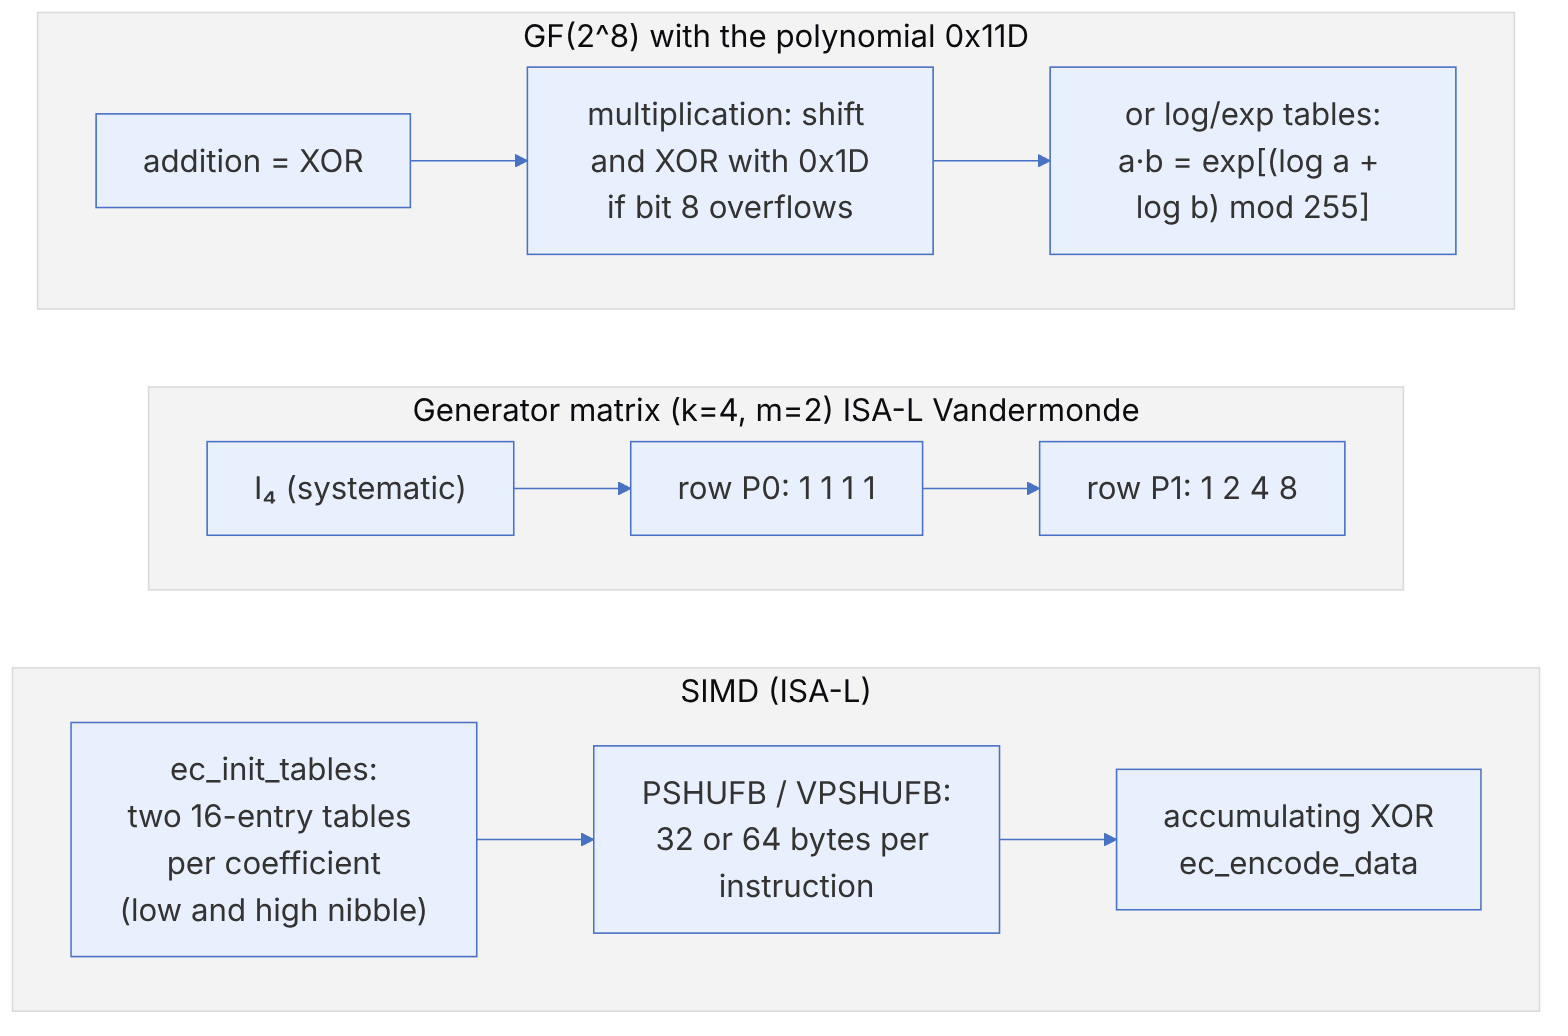 GF(2^8) with the polynomial 0x11D
addition = XOR
multiplication: shift
and XOR with 0x1D
if bit 8 overflows
or log/exp tables:
a·b = exp[(log a +
log b) mod 255]
Generator matrix (k=4, m=2) ISA-L Vandermonde
I₄ (systematic)
row P0: 1 1 1 1
row P1: 1 2 4 8
SIMD (ISA-L)
ec_init_tables:
two 16-entry tables
per coefficient
(low and high nibble)
PSHUFB / VPSHUFB:
32 or 64 bytes per
instruction
accumulating XOR
ec_encode_data